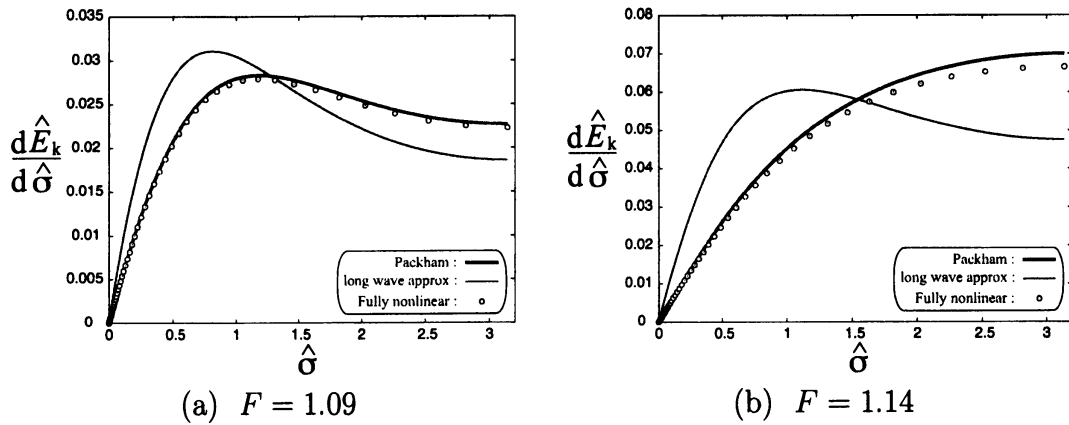 0.035
0.03
0.025
0.02
0.015
0.01
0.005
0
dÊₖ
dσ̂
Packham :
long wave approx :
Fully nonlinear :
0 0.5 1 1.5 2 2.5 3
σ̂
(a) F = 1.09
0.08
0.07
0.06
0.05
0.04
0.03
0.02
0.01
0
dÊₖ
dσ̂
Packham :
long wave approx :
Fully nonlinear :
0 0.5 1 1.5 2 2.5 3
σ̂
(b) F = 1.14